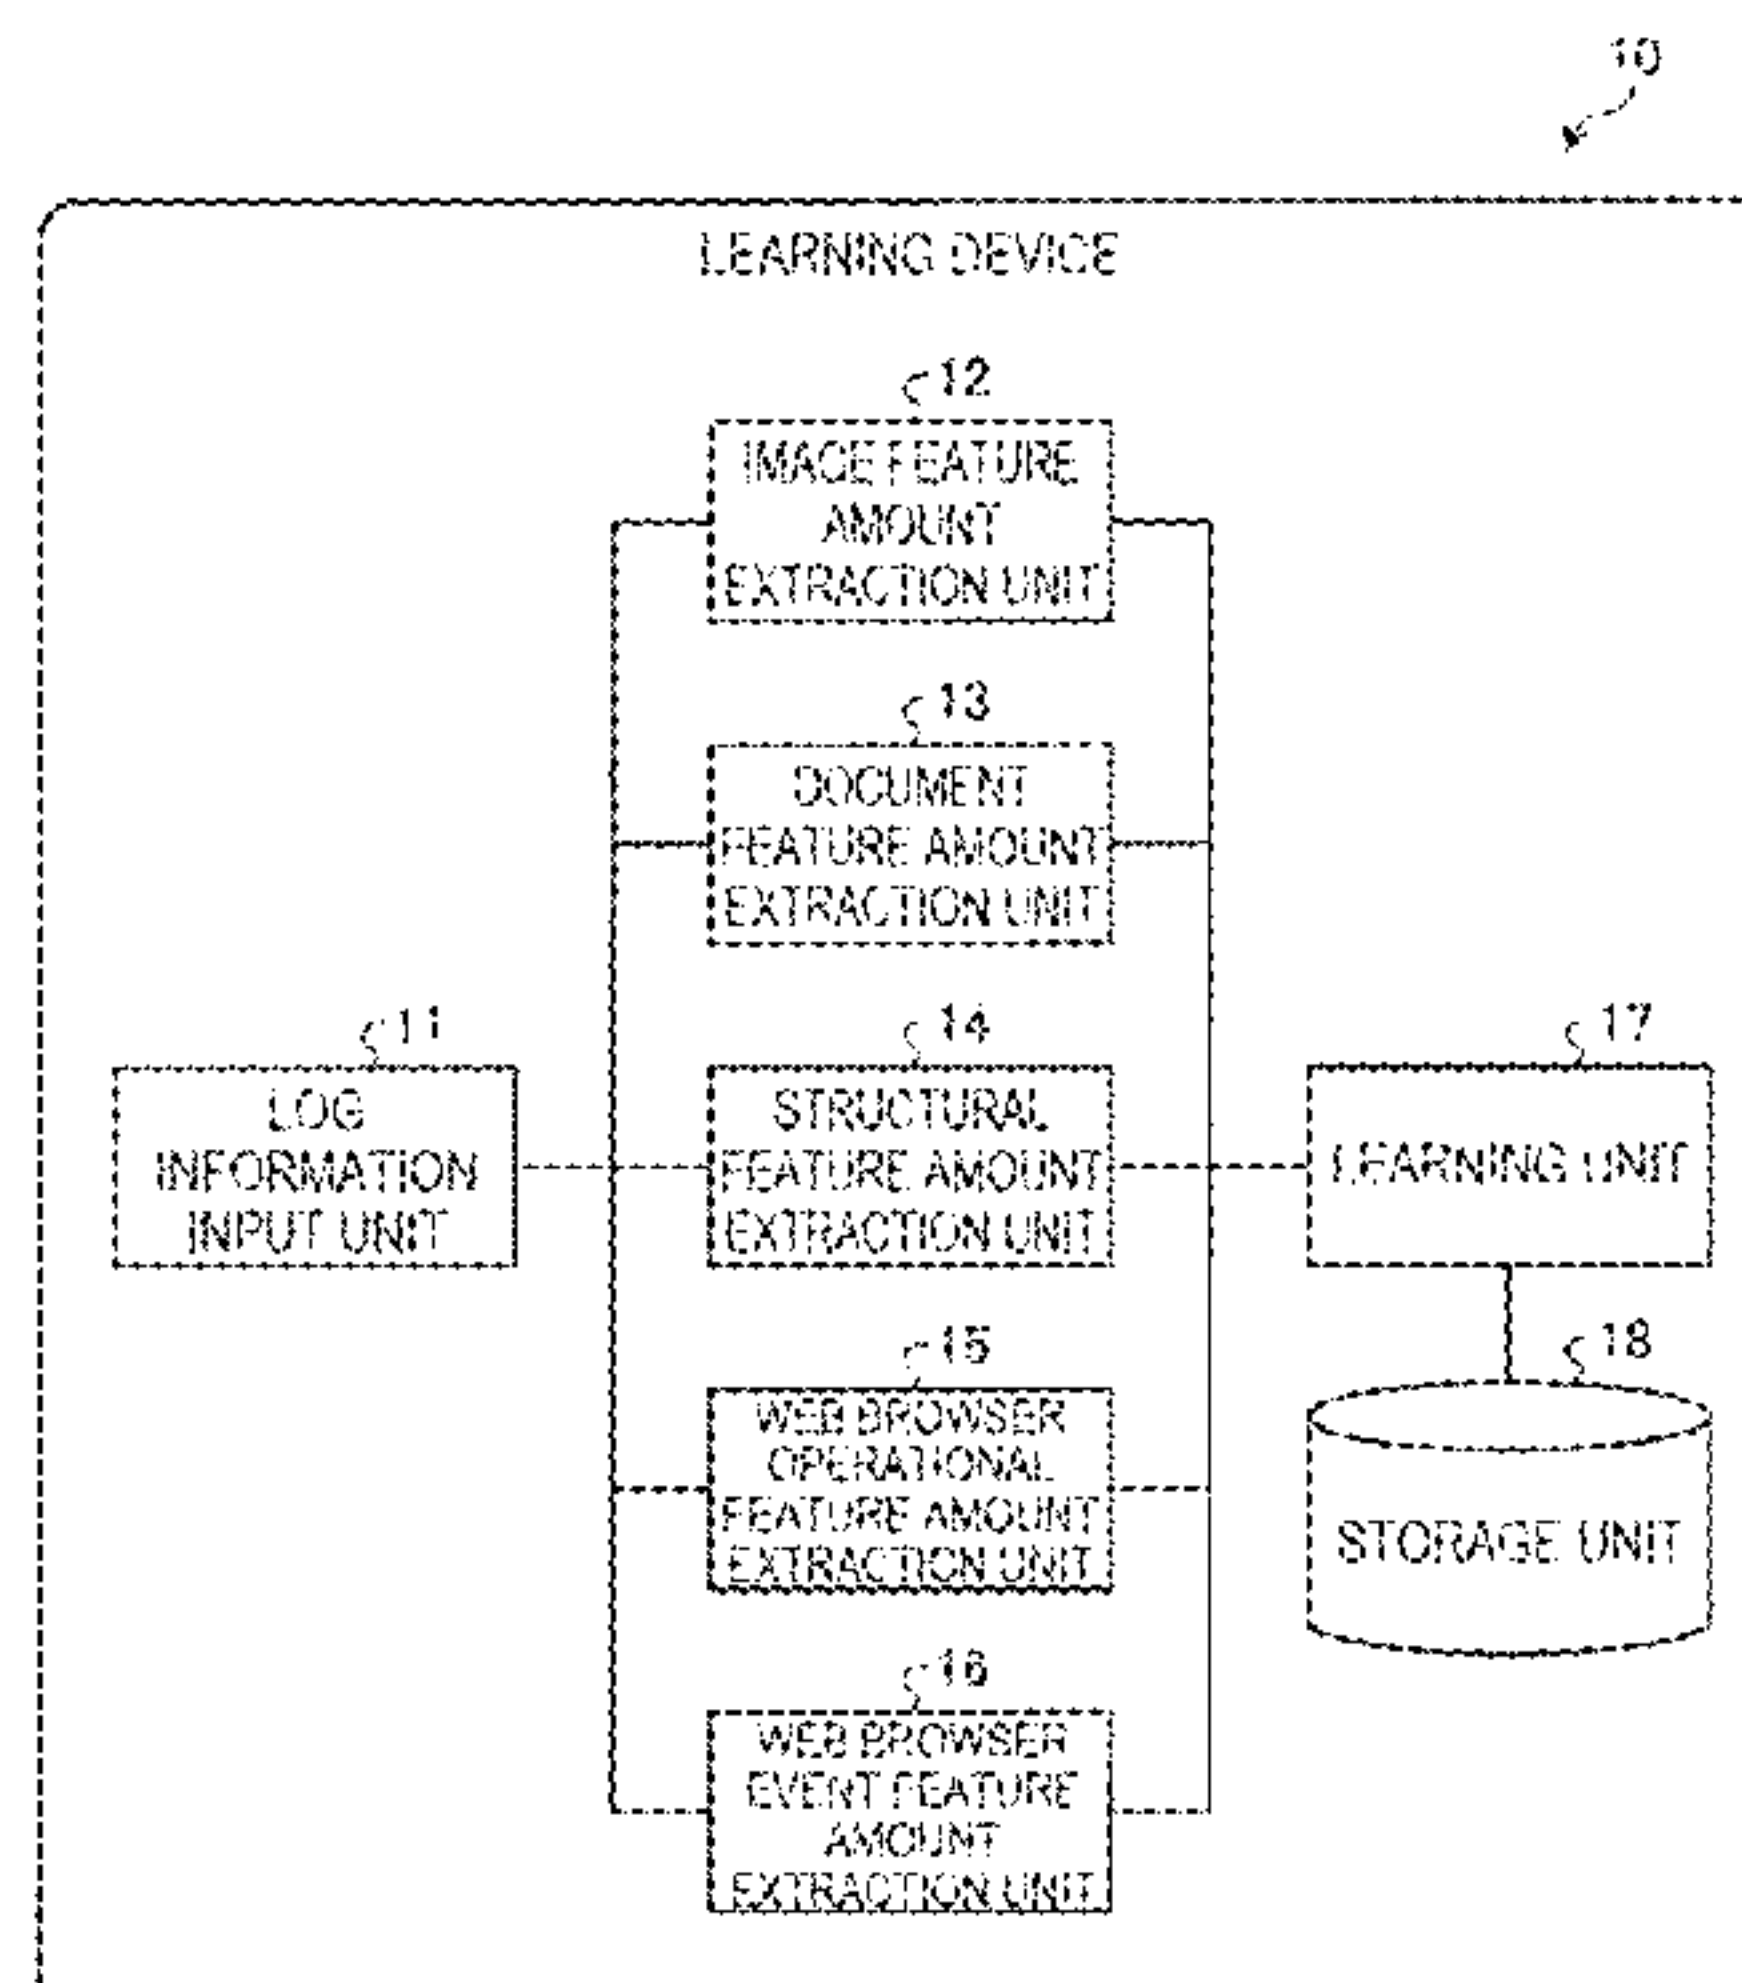 10
LEARNING DEVICE
12
IMAGE FEATURE
AMOUNT
EXTRACTION UNIT
13
DOCUMENT
FEATURE AMOUNT
EXTRACTION UNIT
11
LOG
INFORMATION
INPUT UNIT
14
STRUCTURAL
FEATURE AMOUNT
EXTRACTION UNIT
17
LEARNING UNIT
15
WEB BROWSER
OPERATIONAL
FEATURE AMOUNT
EXTRACTION UNIT
18
STORAGE UNIT
16
WEB BROWSER
EVENT FEATURE
AMOUNT
EXTRACTION UNIT